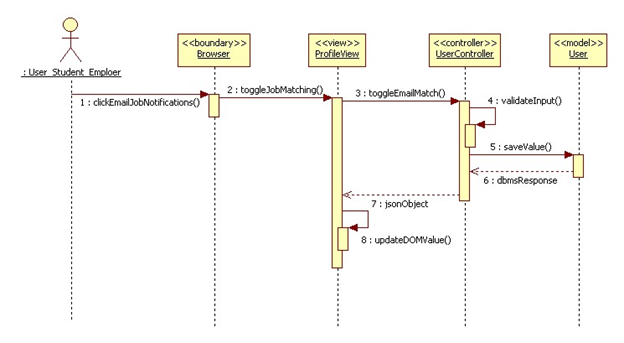 <<boundary>>
Browser
<<view>>
ProfileView
<<controller>>
UserController
<<model>>
User
: User_Student_Emploer
1 : clickEmailJobNotifications()
2 : toggleJobMatching()
3 : toggleEmailMatch()
4 : validateInput()
5 : saveValue()
6 : dbmsResponse
7 : jsonObject
8 : updateDOMValue()